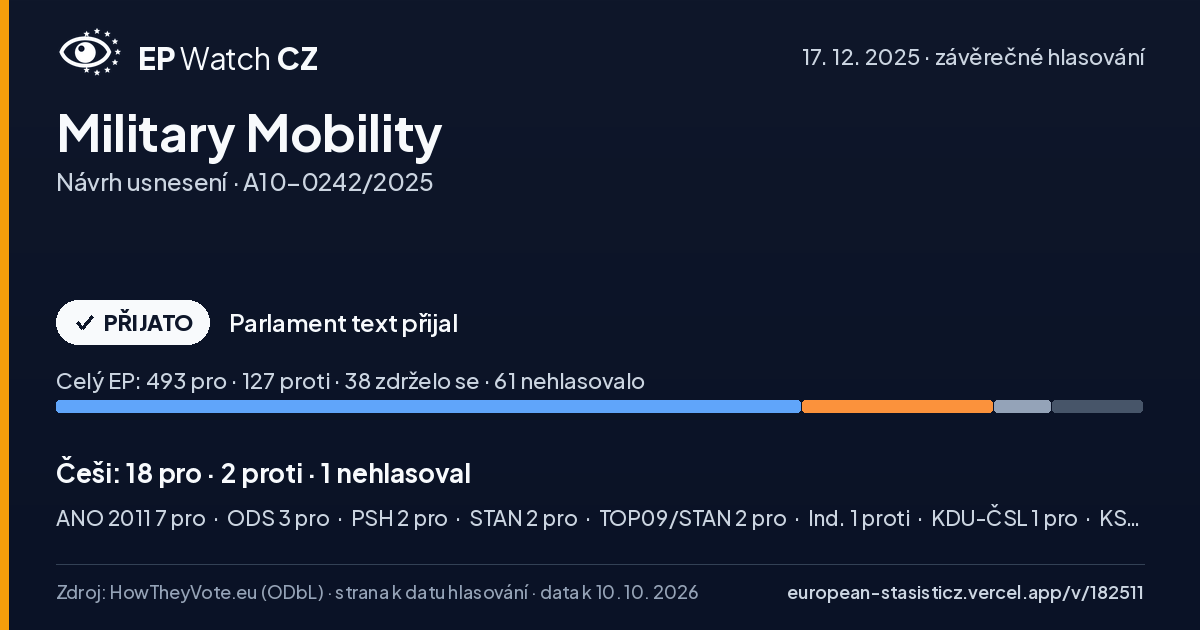 EP Watch CZ
17. 12. 2025 · závěrečné hlasování
Military Mobility
Návrh usnesení · A10–0242/2025
PŘIJATO
Parlament text přijal
Celý EP: 493 pro · 127 proti · 38 zdrželo se · 61 nehlasovalo
Češi: 18 pro · 2 proti · 1 nehlasoval
ANO 2011 7 pro · ODS 3 pro · PSH 2 pro · STAN 2 pro · TOP09/STAN 2 pro · Ind. 1 proti · KDU-ČSL 1 pro · KS…
Zdroj: HowTheyVote.eu (ODbL) · strana k datu hlasování · data k 10. 10. 2026
european-stasisticz.vercel.app/v/182511